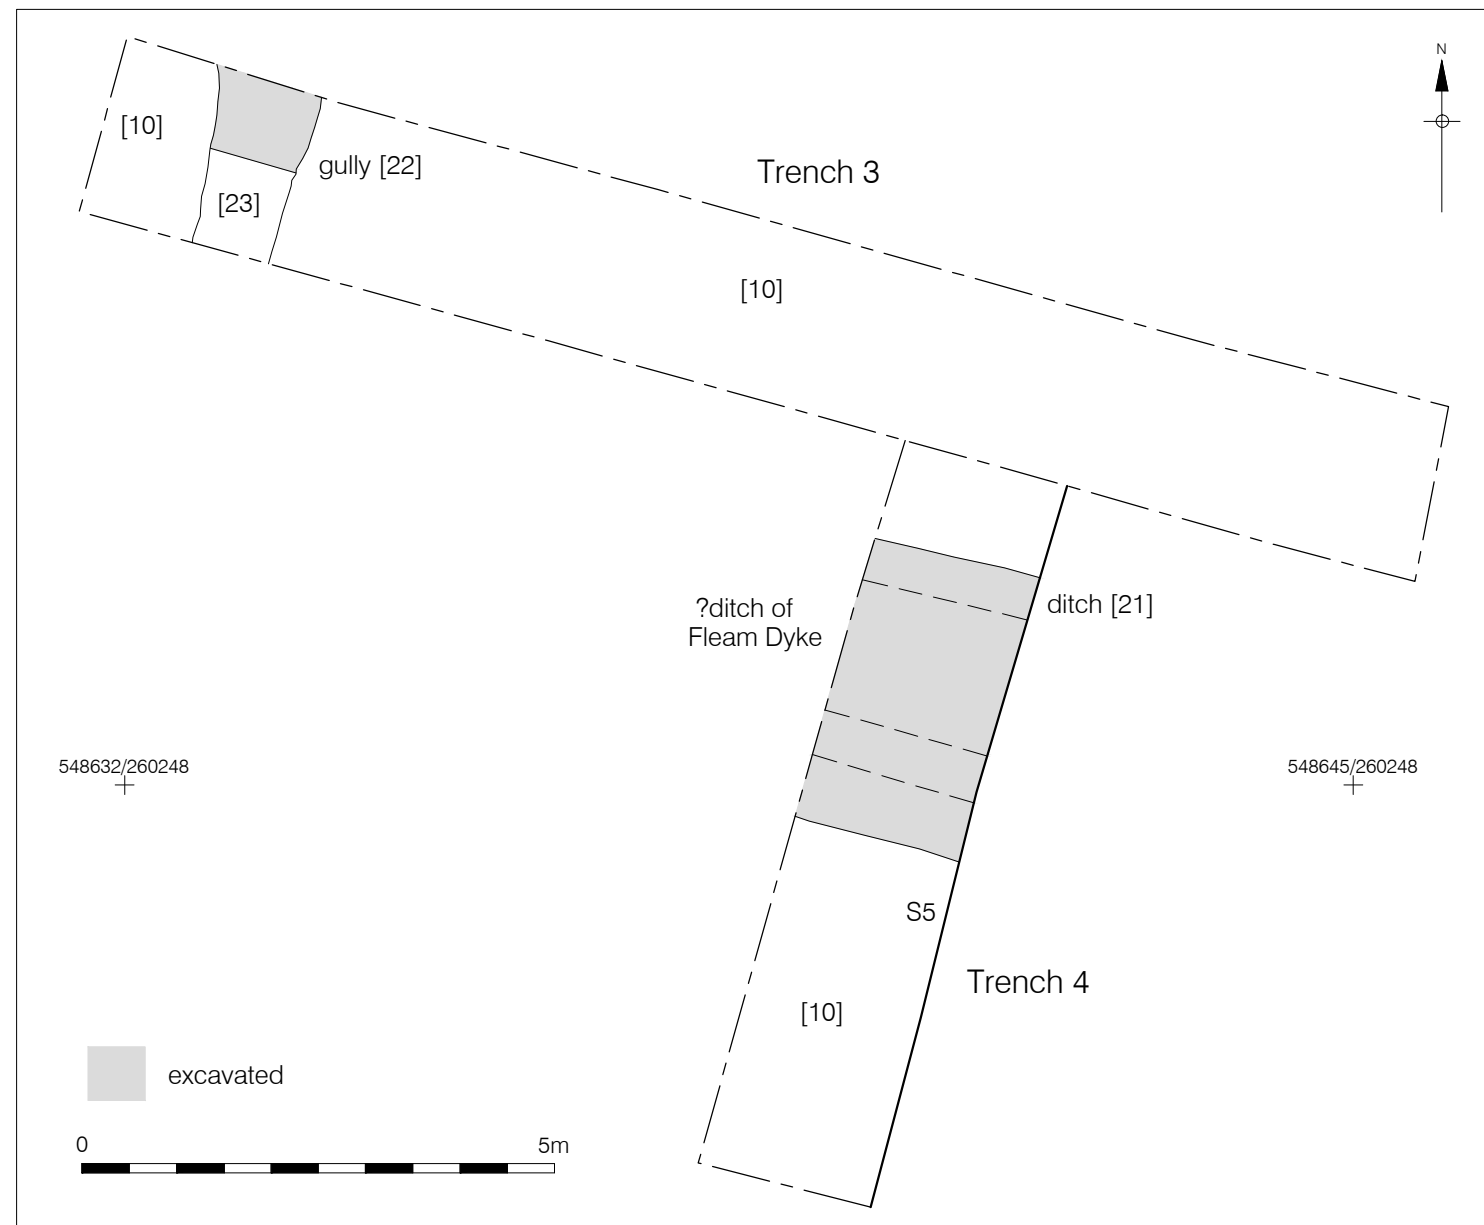 N
[10]
gully [22]
Trench 3
[23]
[10]
?ditch of
Fleam Dyke
ditch [21]
548632/260248
548645/260248
S5
Trench 4
[10]
excavated
0
5m